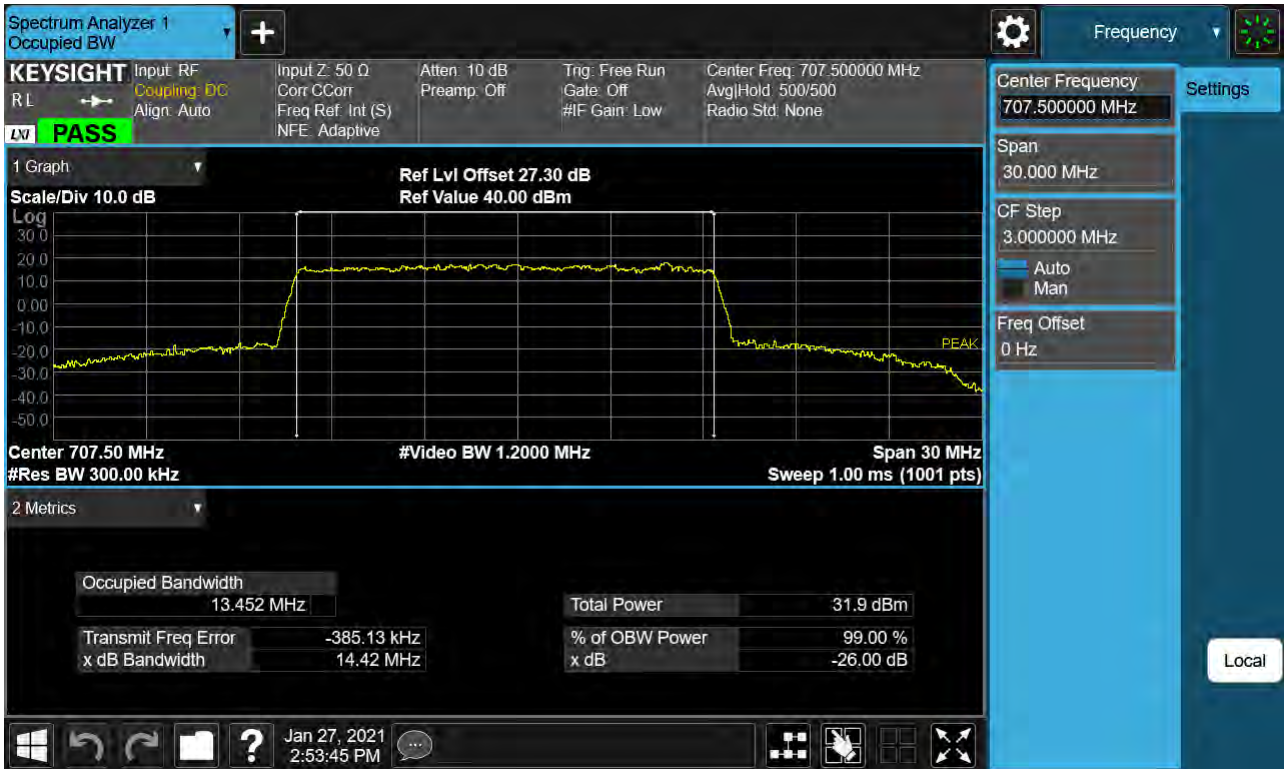 Spectrum Analyzer 1
Occupied BW
+
Frequency
KEYSIGHT
R L
LXI PASS
Input: RF
Coupling: DC
Align: Auto
Input Z: 50 Ω
Corr CCorr
Freq Ref: Int (S)
NFE: Adaptive
Atten: 10 dB
Preamp: Off
Trig: Free Run
Gate: Off
#IF Gain: Low
Center Freq: 707.500000 MHz
Avg|Hold: 500/500
Radio Std: None
Center Frequency
707.500000 MHz
Settings
Span
30.000 MHz
CF Step
3.000000 MHz
Auto
Man
Freq Offset
0 Hz
Local
1 Graph
Scale/Div 10.0 dB
Ref Lvl Offset 27.30 dB
Ref Value 40.00 dBm
Log
30.0
20.0
10.0
0.00
-10.0
-20.0
-30.0
-40.0
-50.0
PEAK
Center 707.50 MHz
#Video BW 1.2000 MHz
Span 30 MHz
#Res BW 300.00 kHz
Sweep 1.00 ms (1001 pts)
2 Metrics
Occupied Bandwidth
13.452 MHz
Total Power 31.9 dBm
Transmit Freq Error -385.13 kHz
% of OBW Power 99.00 %
x dB Bandwidth 14.42 MHz
x dB -26.00 dB
?
Jan 27, 2021
2:53:45 PM